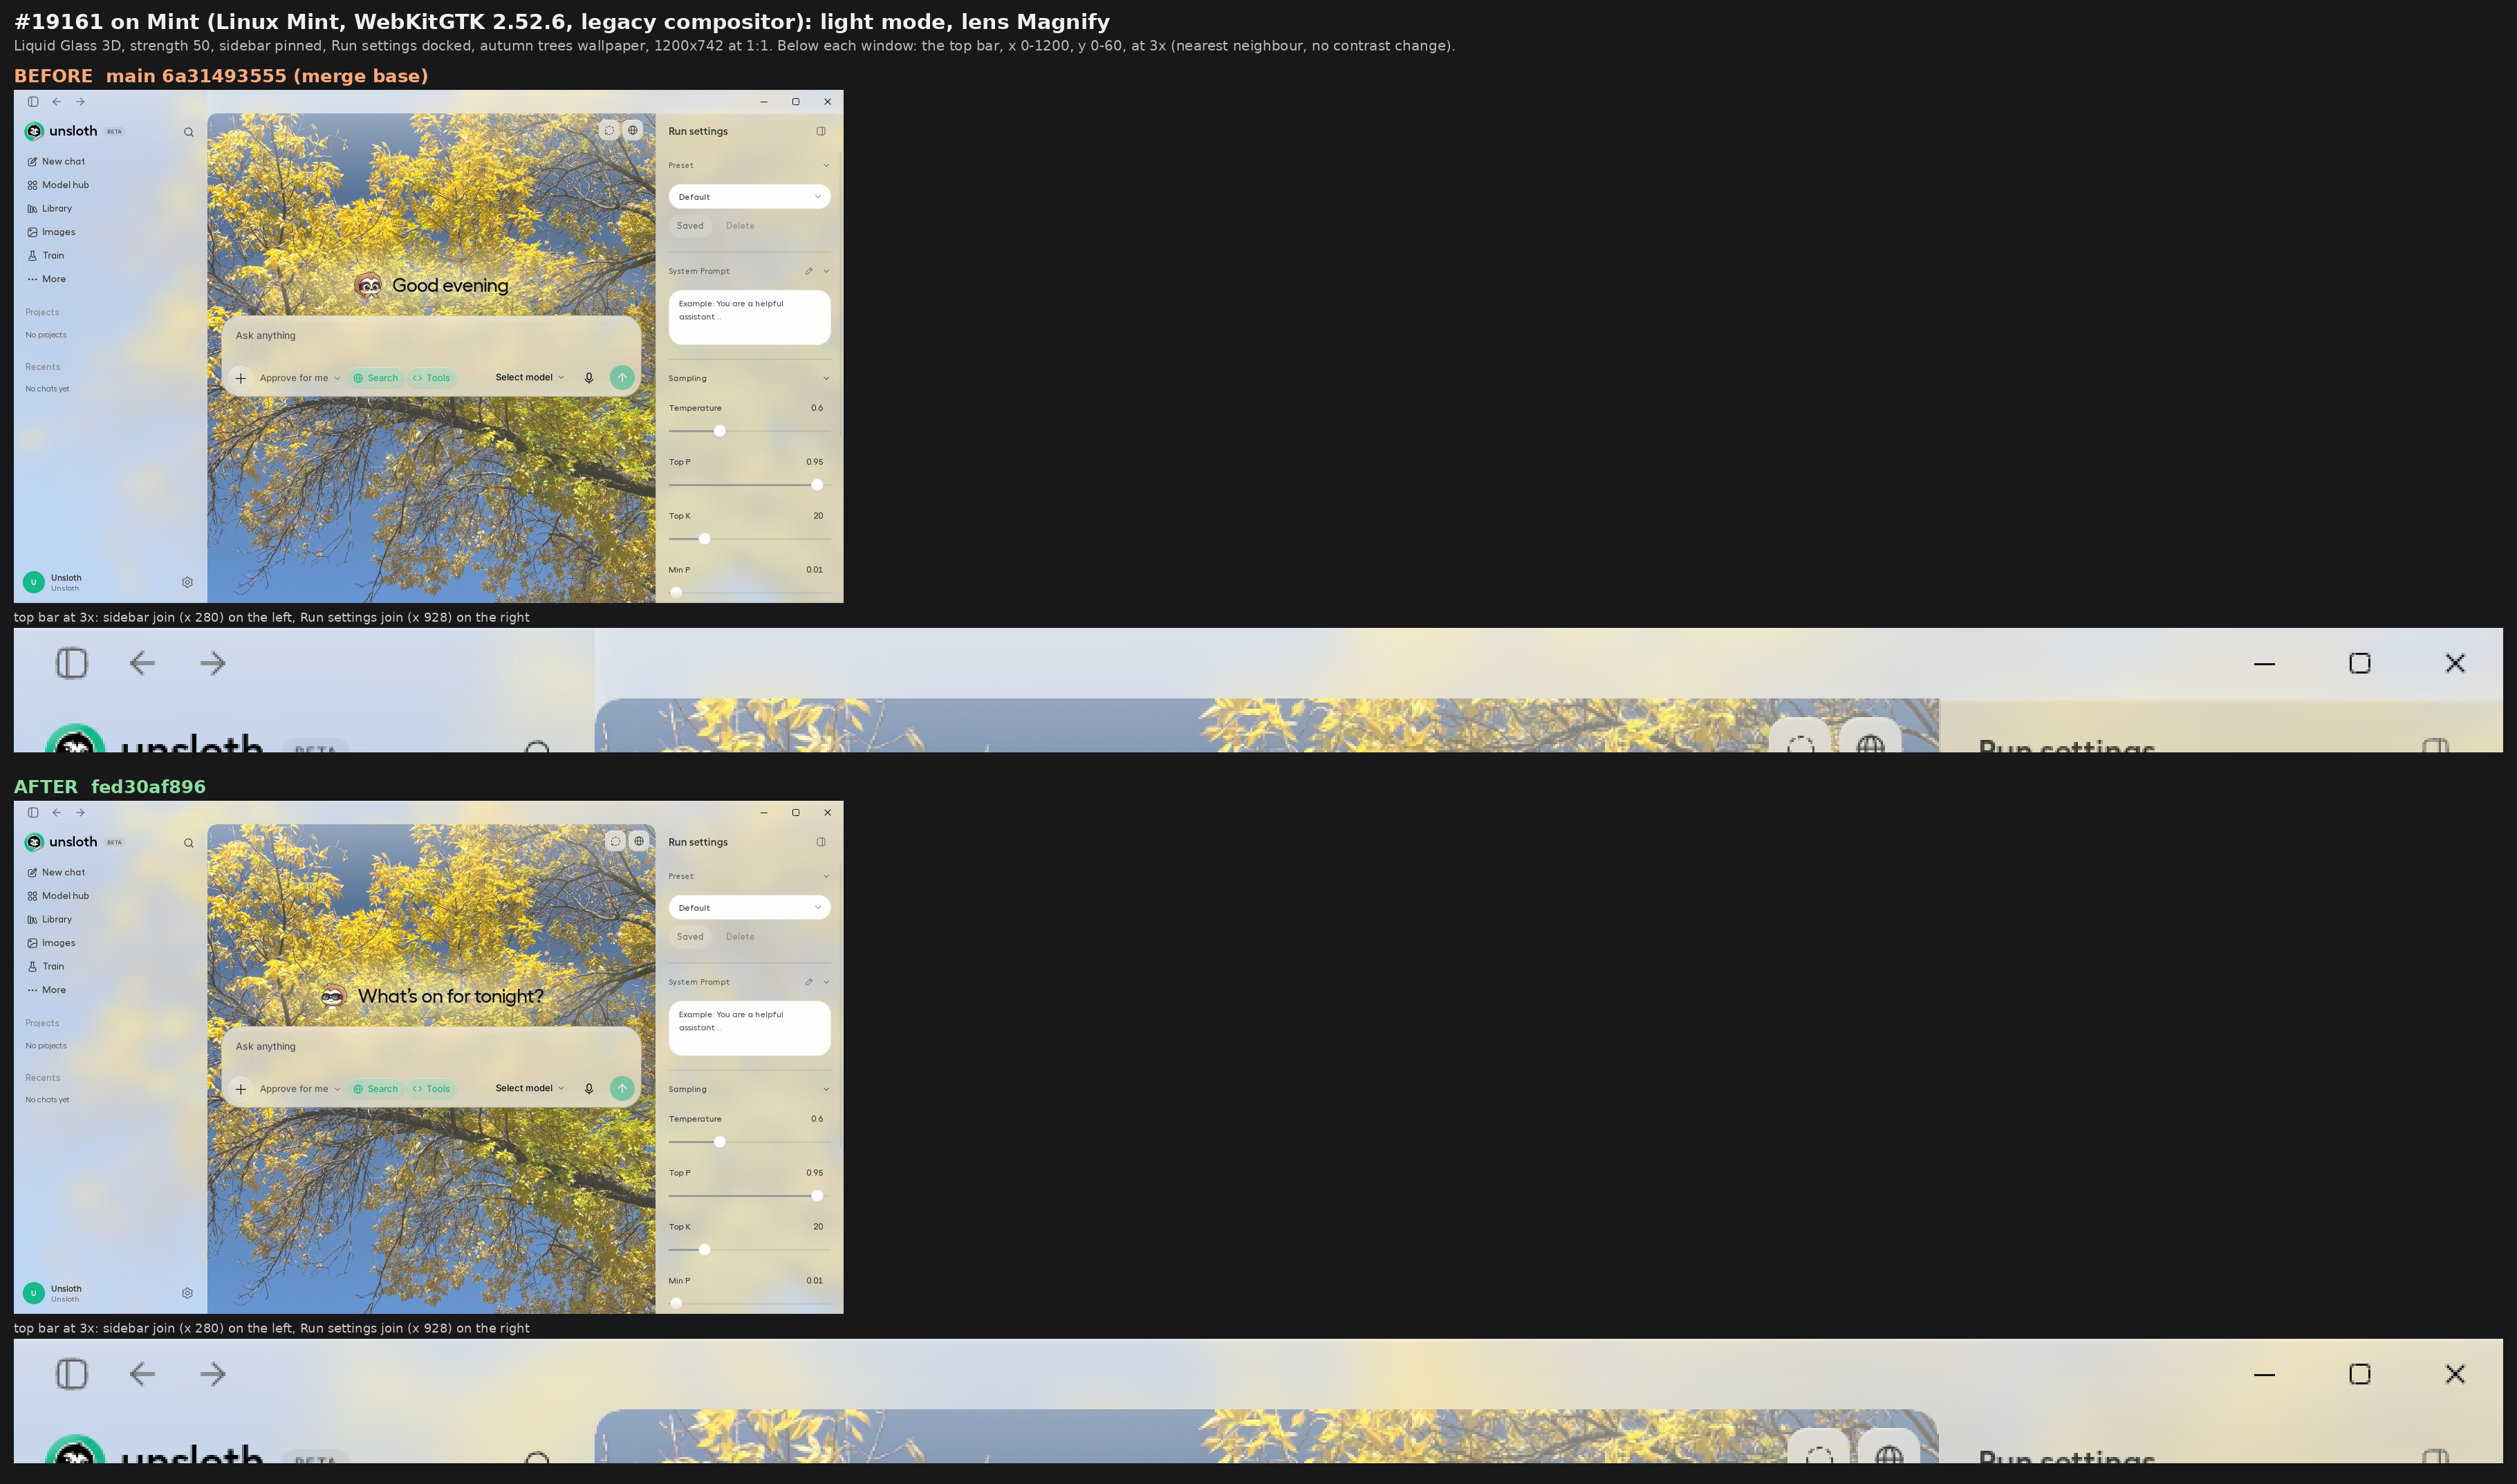 #19161 on Mint (Linux Mint, WebKitGTK 2.52.6, legacy compositor): light mode, lens Magnify
Liquid Glass 3D, strength 50, sidebar pinned, Run settings docked, autumn trees wallpaper, 1200x742 at 1:1. Below each window: the top bar, x 0-1200, y 0-60, at 3x (nearest neighbour, no contrast change).
BEFORE main 6a31493555 (merge base)
unsloth BETA
New chat
Model hub
Library
Images
Train
More
Projects
No projects
Recents
No chats yet
U
Unsloth
Unsloth
Good evening
Ask anything
Approve for me
Search
Tools
Select model
Run settings
Preset
Default
Saved
Delete
System Prompt
Example: You are a helpful
assistant...
Sampling
Temperature 0.6
Top P 0.95
Top K 20
Min P 0.01
top bar at 3x: sidebar join (x 280) on the left, Run settings join (x 928) on the right
unsloth BETA
Run settings
AFTER fed30af896
unsloth BETA
New chat
Model hub
Library
Images
Train
More
Projects
No projects
Recents
No chats yet
U
Unsloth
Unsloth
What's on for tonight?
Ask anything
Approve for me
Search
Tools
Select model
Run settings
Preset
Default
Saved
Delete
System Prompt
Example: You are a helpful
assistant...
Sampling
Temperature 0.6
Top P 0.95
Top K 20
Min P 0.01
top bar at 3x: sidebar join (x 280) on the left, Run settings join (x 928) on the right
unsloth BETA
Run settings